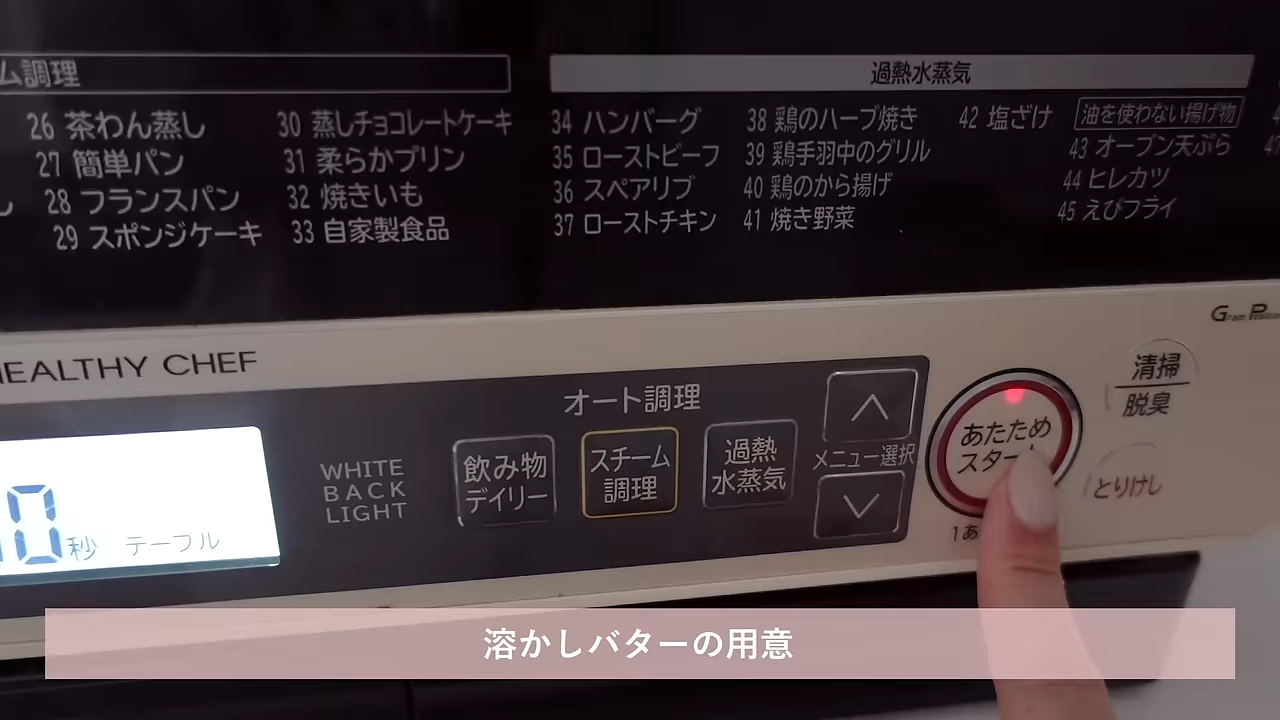 ム調理
26 茶わん蒸し
27 簡単パン
28 フランスパン
29 スポンジケーキ
30 蒸しチョコレートケーキ
31 柔らかプリン
32 焼きいも
33 自家製食品
過熱水蒸気
34 ハンバーグ
35 ローストビーフ
36 スペアリブ
37 ローストチキン
38 鶏のハーブ焼き
39 鶏手羽中のグリル
40 鶏のから揚げ
41 焼き野菜
42 塩ざけ
油を使わない揚げ物
43 オーブン天ぷら
44 ヒレカツ
45 えびフライ
HEALTHY CHEF
0秒 テーブル
WHITE
BACK
LIGHT
オート調理
飲み物
デイリー
スチーム
調理
過熱
水蒸気
メニュー選択
あたため
スタート
1あ
清掃
脱臭
とりけし
溶かしバターの用意